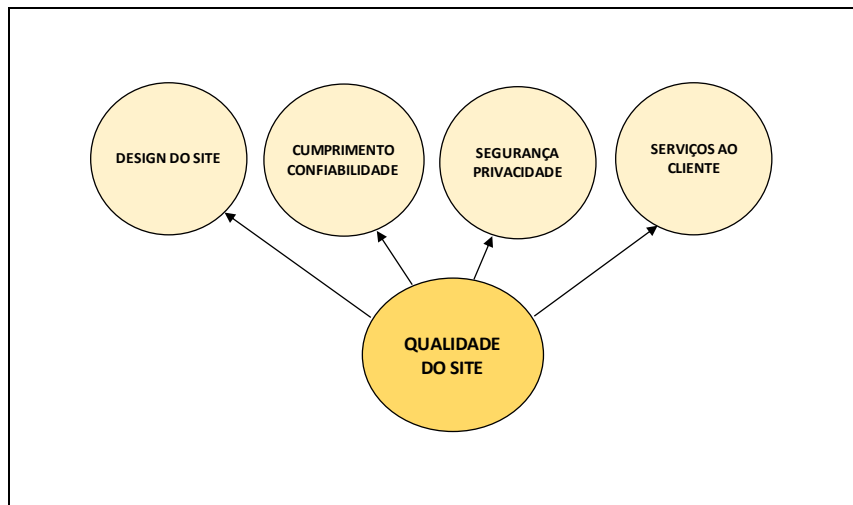 DESIGN DO SITE
CUMPRIMENTO
CONFIABILIDADE
SEGURANÇA
PRIVACIDADE
SERVIÇOS AO
CLIENTE
QUALIDADE
DO SITE